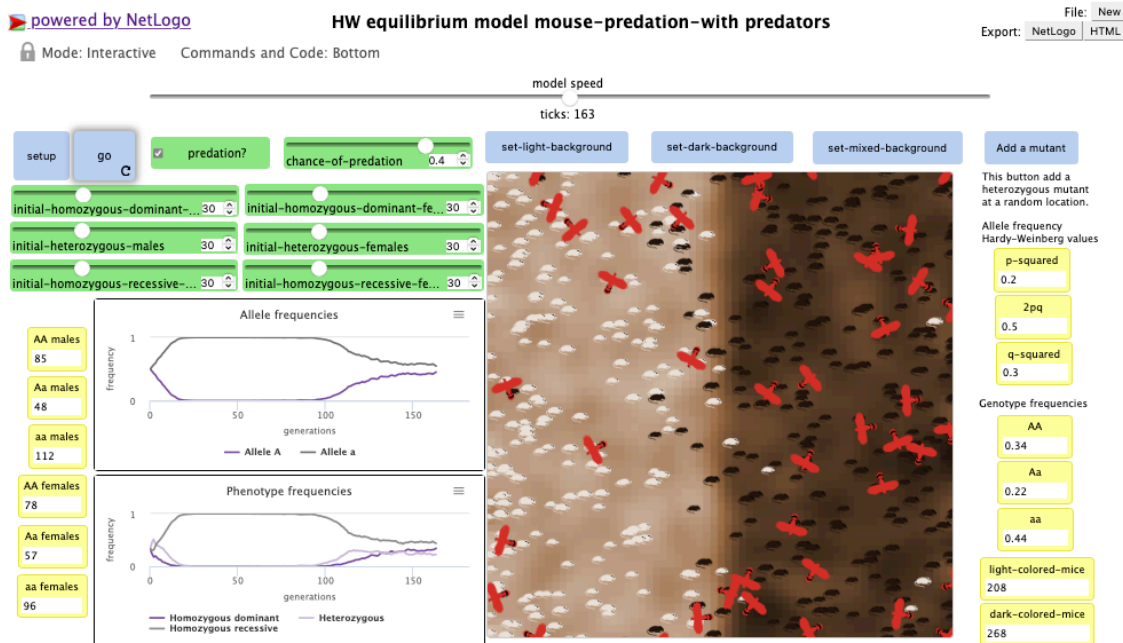 powered by NetLogo
HW equilibrium model mouse-predation-with predators
File: New
Export: NetLogo HTML
Mode: Interactive Commands and Code: Bottom
model speed
ticks: 163
setup
go
predation?
chance-of-predation 0.4
set-light-background
set-dark-background
set-mixed-background
Add a mutant
This button add a
heterozygous mutant
at a random location.
initial-homozygous-dominant-... 30
initial-homozygous-dominant-fe... 30
initial-heterozygous-males 30
initial-heterozygous-females 30
initial-homozygous-recessive-... 30
initial-homozygous-recessive-fe... 30
Allele frequency
Hardy-Weinberg values
p-squared
0.2
2pq
0.5
q-squared
0.3
AA males
85
Aa males
48
aa males
112
AA females
78
Aa females
57
aa females
96
Allele frequencies
frequency
1
0
0 50 100 150
generations
Allele A Allele a
Phenotype frequencies
frequency
1
0
0 50 100 150
generations
Homozygous dominant Heterozygous
Homozygous recessive
Genotype frequencies
AA
0.34
Aa
0.22
aa
0.44
light-colored-mice
208
dark-colored-mice
268